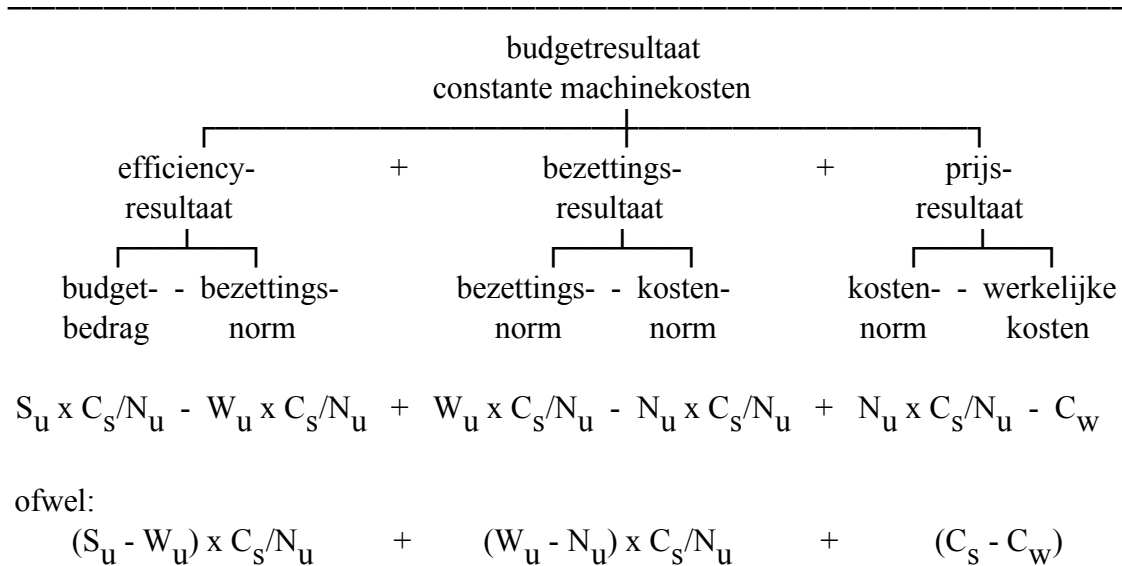 budgetresultaat
constante machinekosten
efficiency- + bezettings- + prijs-
resultaat resultaat resultaat
budget- - bezettings- bezettings- - kosten- kosten- - werkelijke
bedrag norm norm norm norm kosten
Su x Cs/Nu - Wu x Cs/Nu + Wu x Cs/Nu - Nu x Cs/Nu + Nu x Cs/Nu - Cw
ofwel:
(Su - Wu) x Cs/Nu + (Wu - Nu) x Cs/Nu + (Cs - Cw)